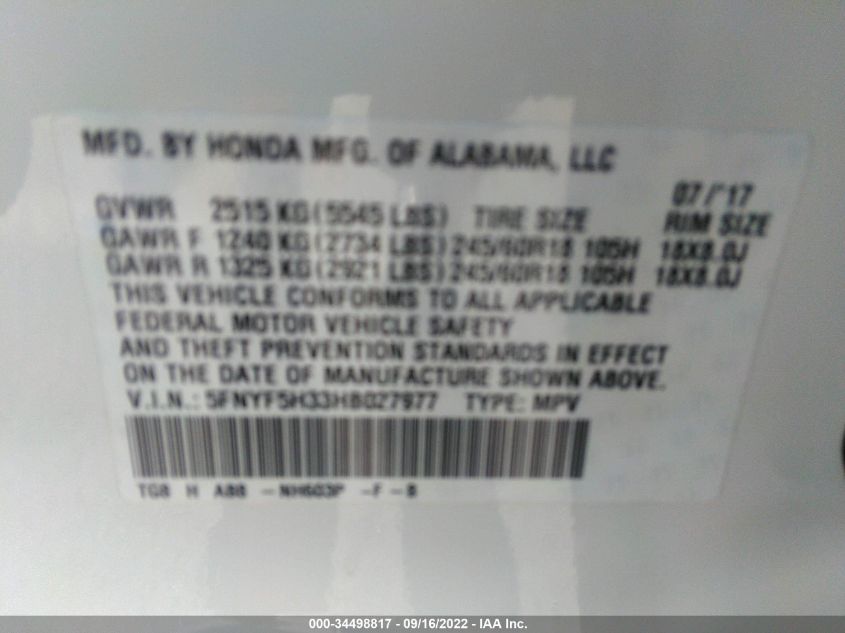 MFD. BY HONDA MFG. OF ALABAMA, LLC
07/'17
GVWR 2515 KG (5545 LBS) TIRE SIZE RIM SIZE
GAWR F 1240 KG (2734 LBS) 245/60R18 105H 18X8.0J
GAWR R 1325 KG (2921 LBS) 245/60R18 105H 18X8.0J
THIS VEHICLE CONFORMS TO ALL APPLICABLE
FEDERAL MOTOR VEHICLE SAFETY
AND THEFT PREVENTION STANDARDS IN EFFECT
ON THE DATE OF MANUFACTURE SHOWN ABOVE.
V.I.N.: 5FNYF5H33HB027977 TYPE: MPV
TG8 H A88 -NH603P -F-B
000-34498817 - 09/16/2022 - IAA Inc.